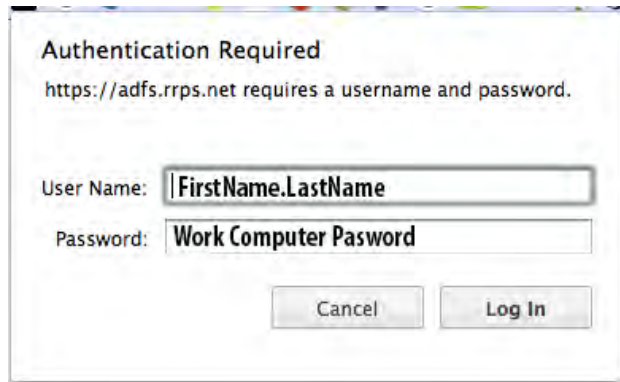 Authentication Required
https://adfs.rrps.net requires a username and password.
User Name: FirstName.LastName
Password: Work Computer Pasword
Cancel Log In